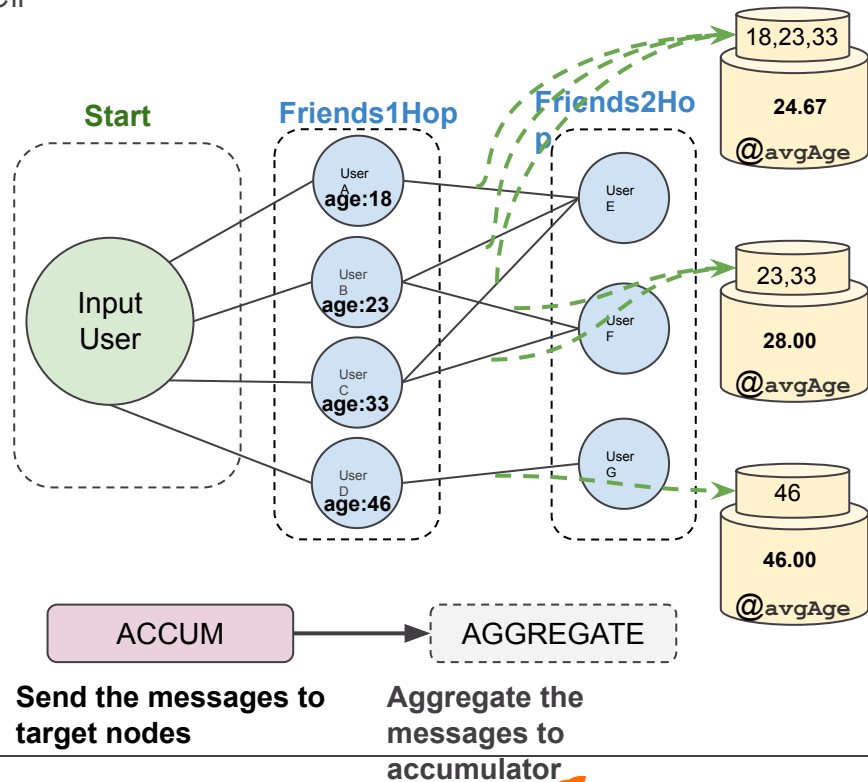 Start
Friends1Hop
Friends2Ho
p
Input
User
User
A
age:18
User
B
age:23
User
C
age:33
User
D
age:46
User
E
User
F
User
G
18,23,33
24.67
@avgAge
23,33
28.00
@avgAge
46
46.00
@avgAge
ACCUM
AGGREGATE
Send the messages to
target nodes
Aggregate the
messages to
accumulator